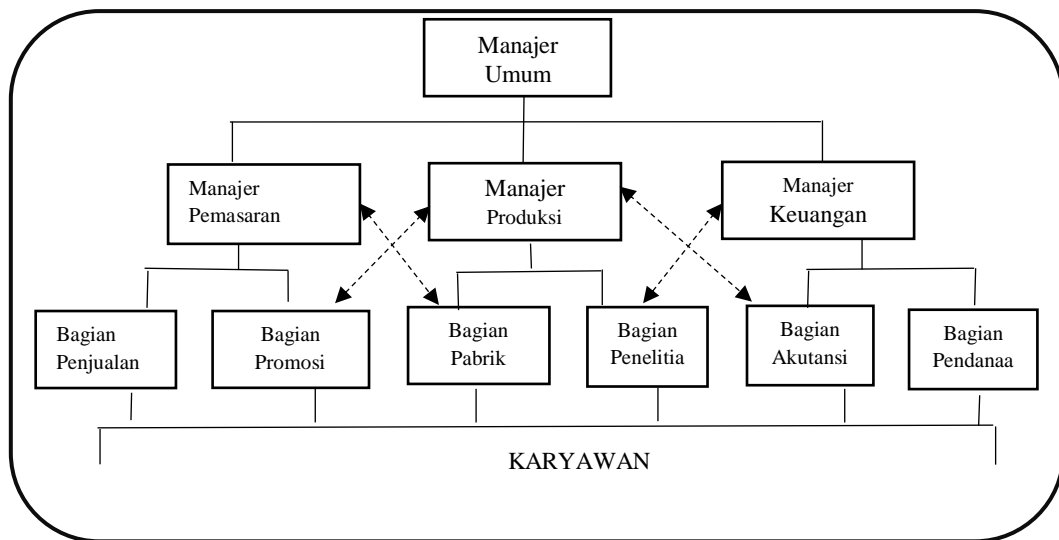 Manajer
Umum
Manajer
Pemasaran
Manajer
Produksi
Manajer
Keuangan
Bagian
Penjualan
Bagian
Promosi
Bagian
Pabrik
Bagian
Penelitia
Bagian
Akutansi
Bagian
Pendanaa
KARYAWAN